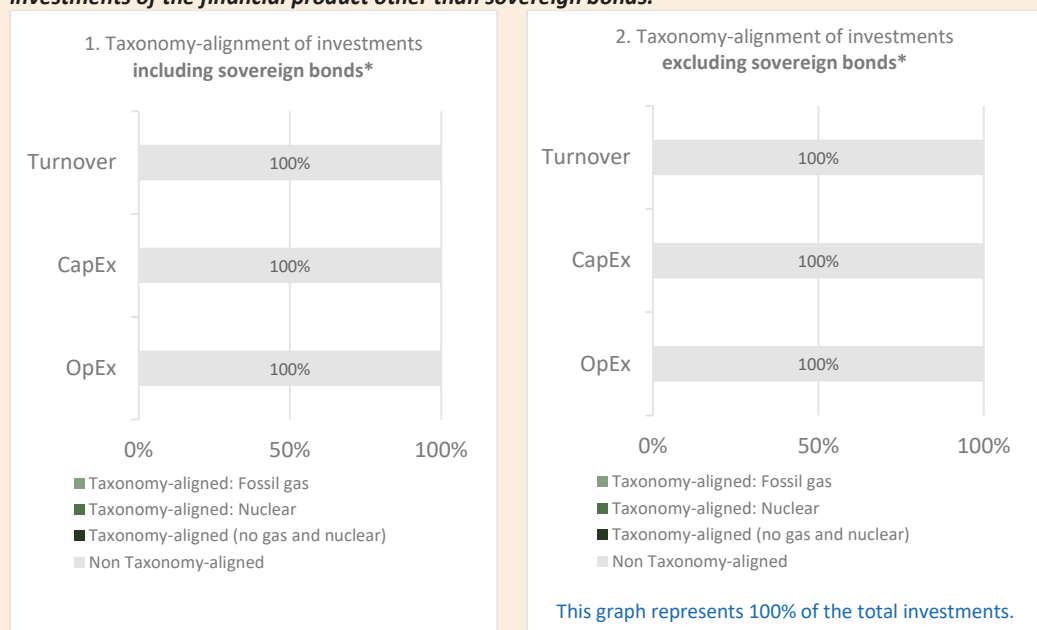 investments of the financial product other than sovereign bonds.
1. Taxonomy-alignment of investments
including sovereign bonds*
Turnover
100%
CapEx
100%
OpEx
100%
0% 50% 100%
Taxonomy-aligned: Fossil gas
Taxonomy-aligned: Nuclear
Taxonomy-aligned (no gas and nuclear)
Non Taxonomy-aligned
2. Taxonomy-alignment of investments
excluding sovereign bonds*
Turnover
100%
CapEx
100%
OpEx
100%
0% 50% 100%
Taxonomy-aligned: Fossil gas
Taxonomy-aligned: Nuclear
Taxonomy-aligned (no gas and nuclear)
Non Taxonomy-aligned
This graph represents 100% of the total investments.